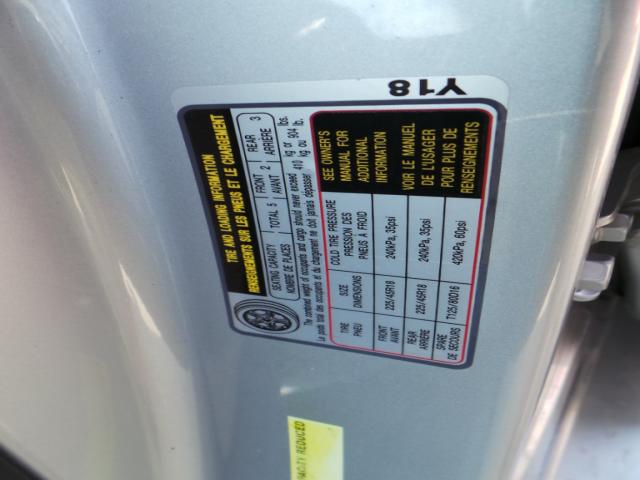 Y18
TIRE AND LOADING INFORMATION
RENSEIGNEMENTS SUR LES PNEUS ET LE CHARGEMENT
SEATING CAPACITY TOTAL 5 FRONT 2 REAR 3
NOMBRE DE PLACES AVANT ARRIÈRE
The combined weight of occupants and cargo should never exceed 410 kg or 904 lbs.
Le poids total des occupants et du chargement ne doit jamais dépasser kg ou lb.
TIRE SIZE COLD TIRE PRESSURE
PNEU DIMENSIONS PRESSION DES
PNEUS À FROID
FRONT 225/45R18 240kPa, 35psi
AVANT
REAR 225/45R18 240kPa, 35psi
ARRIÈRE
SPARE T125/80D16 420kPa, 60psi
DE SECOURS
SEE OWNER'S
MANUAL FOR
ADDITIONAL
INFORMATION
VOIR LE MANUEL
DE L'USAGER
POUR PLUS DE
RENSEIGNEMENTS
REDUCED